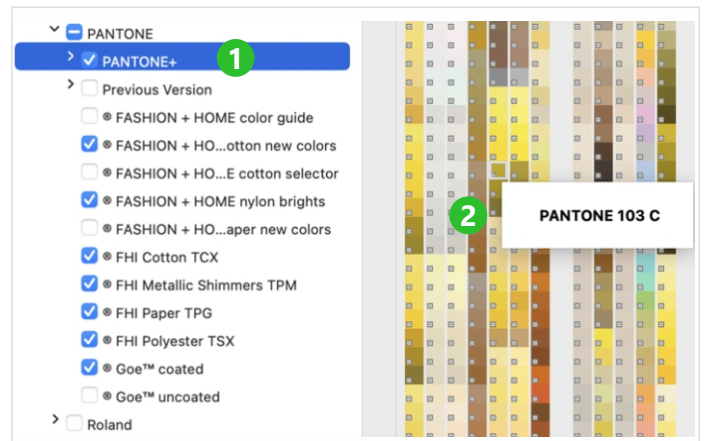 PANTONE
PANTONE+
1
Previous Version
® FASHION + HOME color guide
® FASHION + HO...otton new colors
® FASHION + HO...E cotton selector
® FASHION + HOME nylon brights
® FASHION + HO...aper new colors
® FHI Cotton TCX
® FHI Metallic Shimmers TPM
® FHI Paper TPG
® FHI Polyester TSX
® Goe™ coated
® Goe™ uncoated
Roland
2
PANTONE 103 C